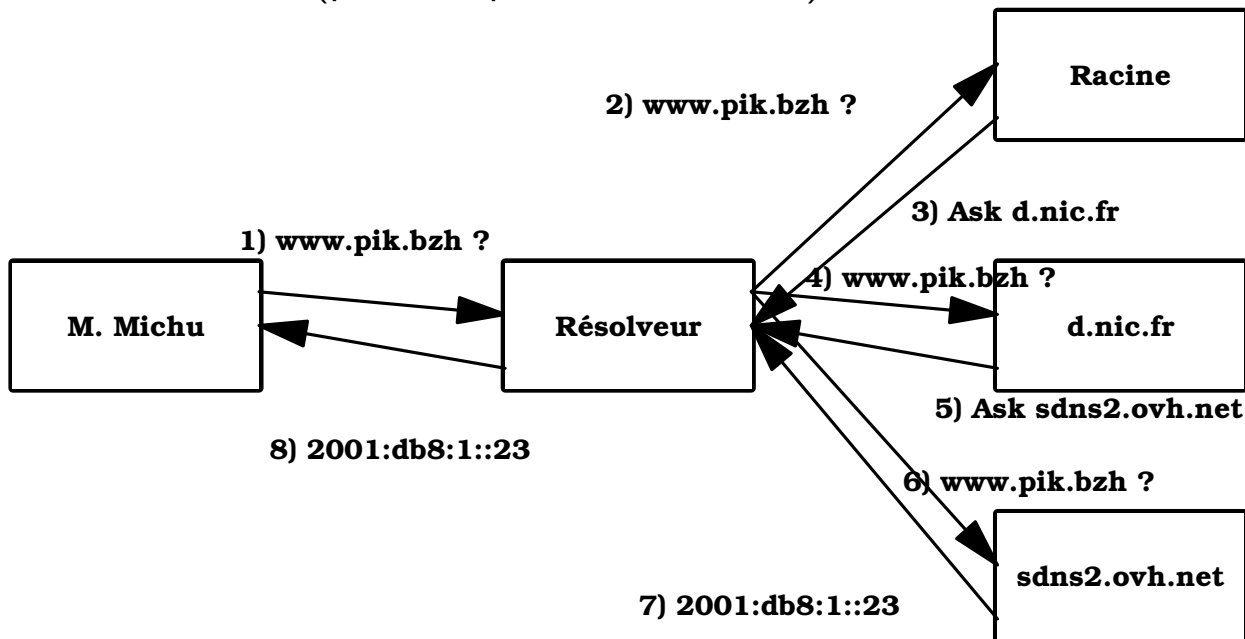 Racine
2) www.pik.bzh ?
3) Ask d.nic.fr
1) www.pik.bzh ?
4) www.pik.bzh ?
M. Michu
Résolveur
d.nic.fr
5) Ask sdns2.ovh.net
8) 2001:db8:1::23
6) www.pik.bzh ?
sdns2.ovh.net
7) 2001:db8:1::23